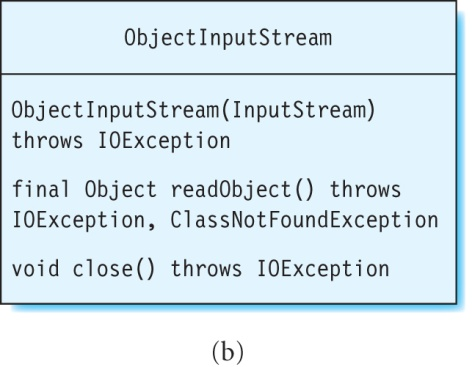 ObjectInputStream
ObjectInputStream(InputStream)
throws IOException
final Object readObject() throws
IOException, ClassNotFoundException
void close() throws IOException
(b)